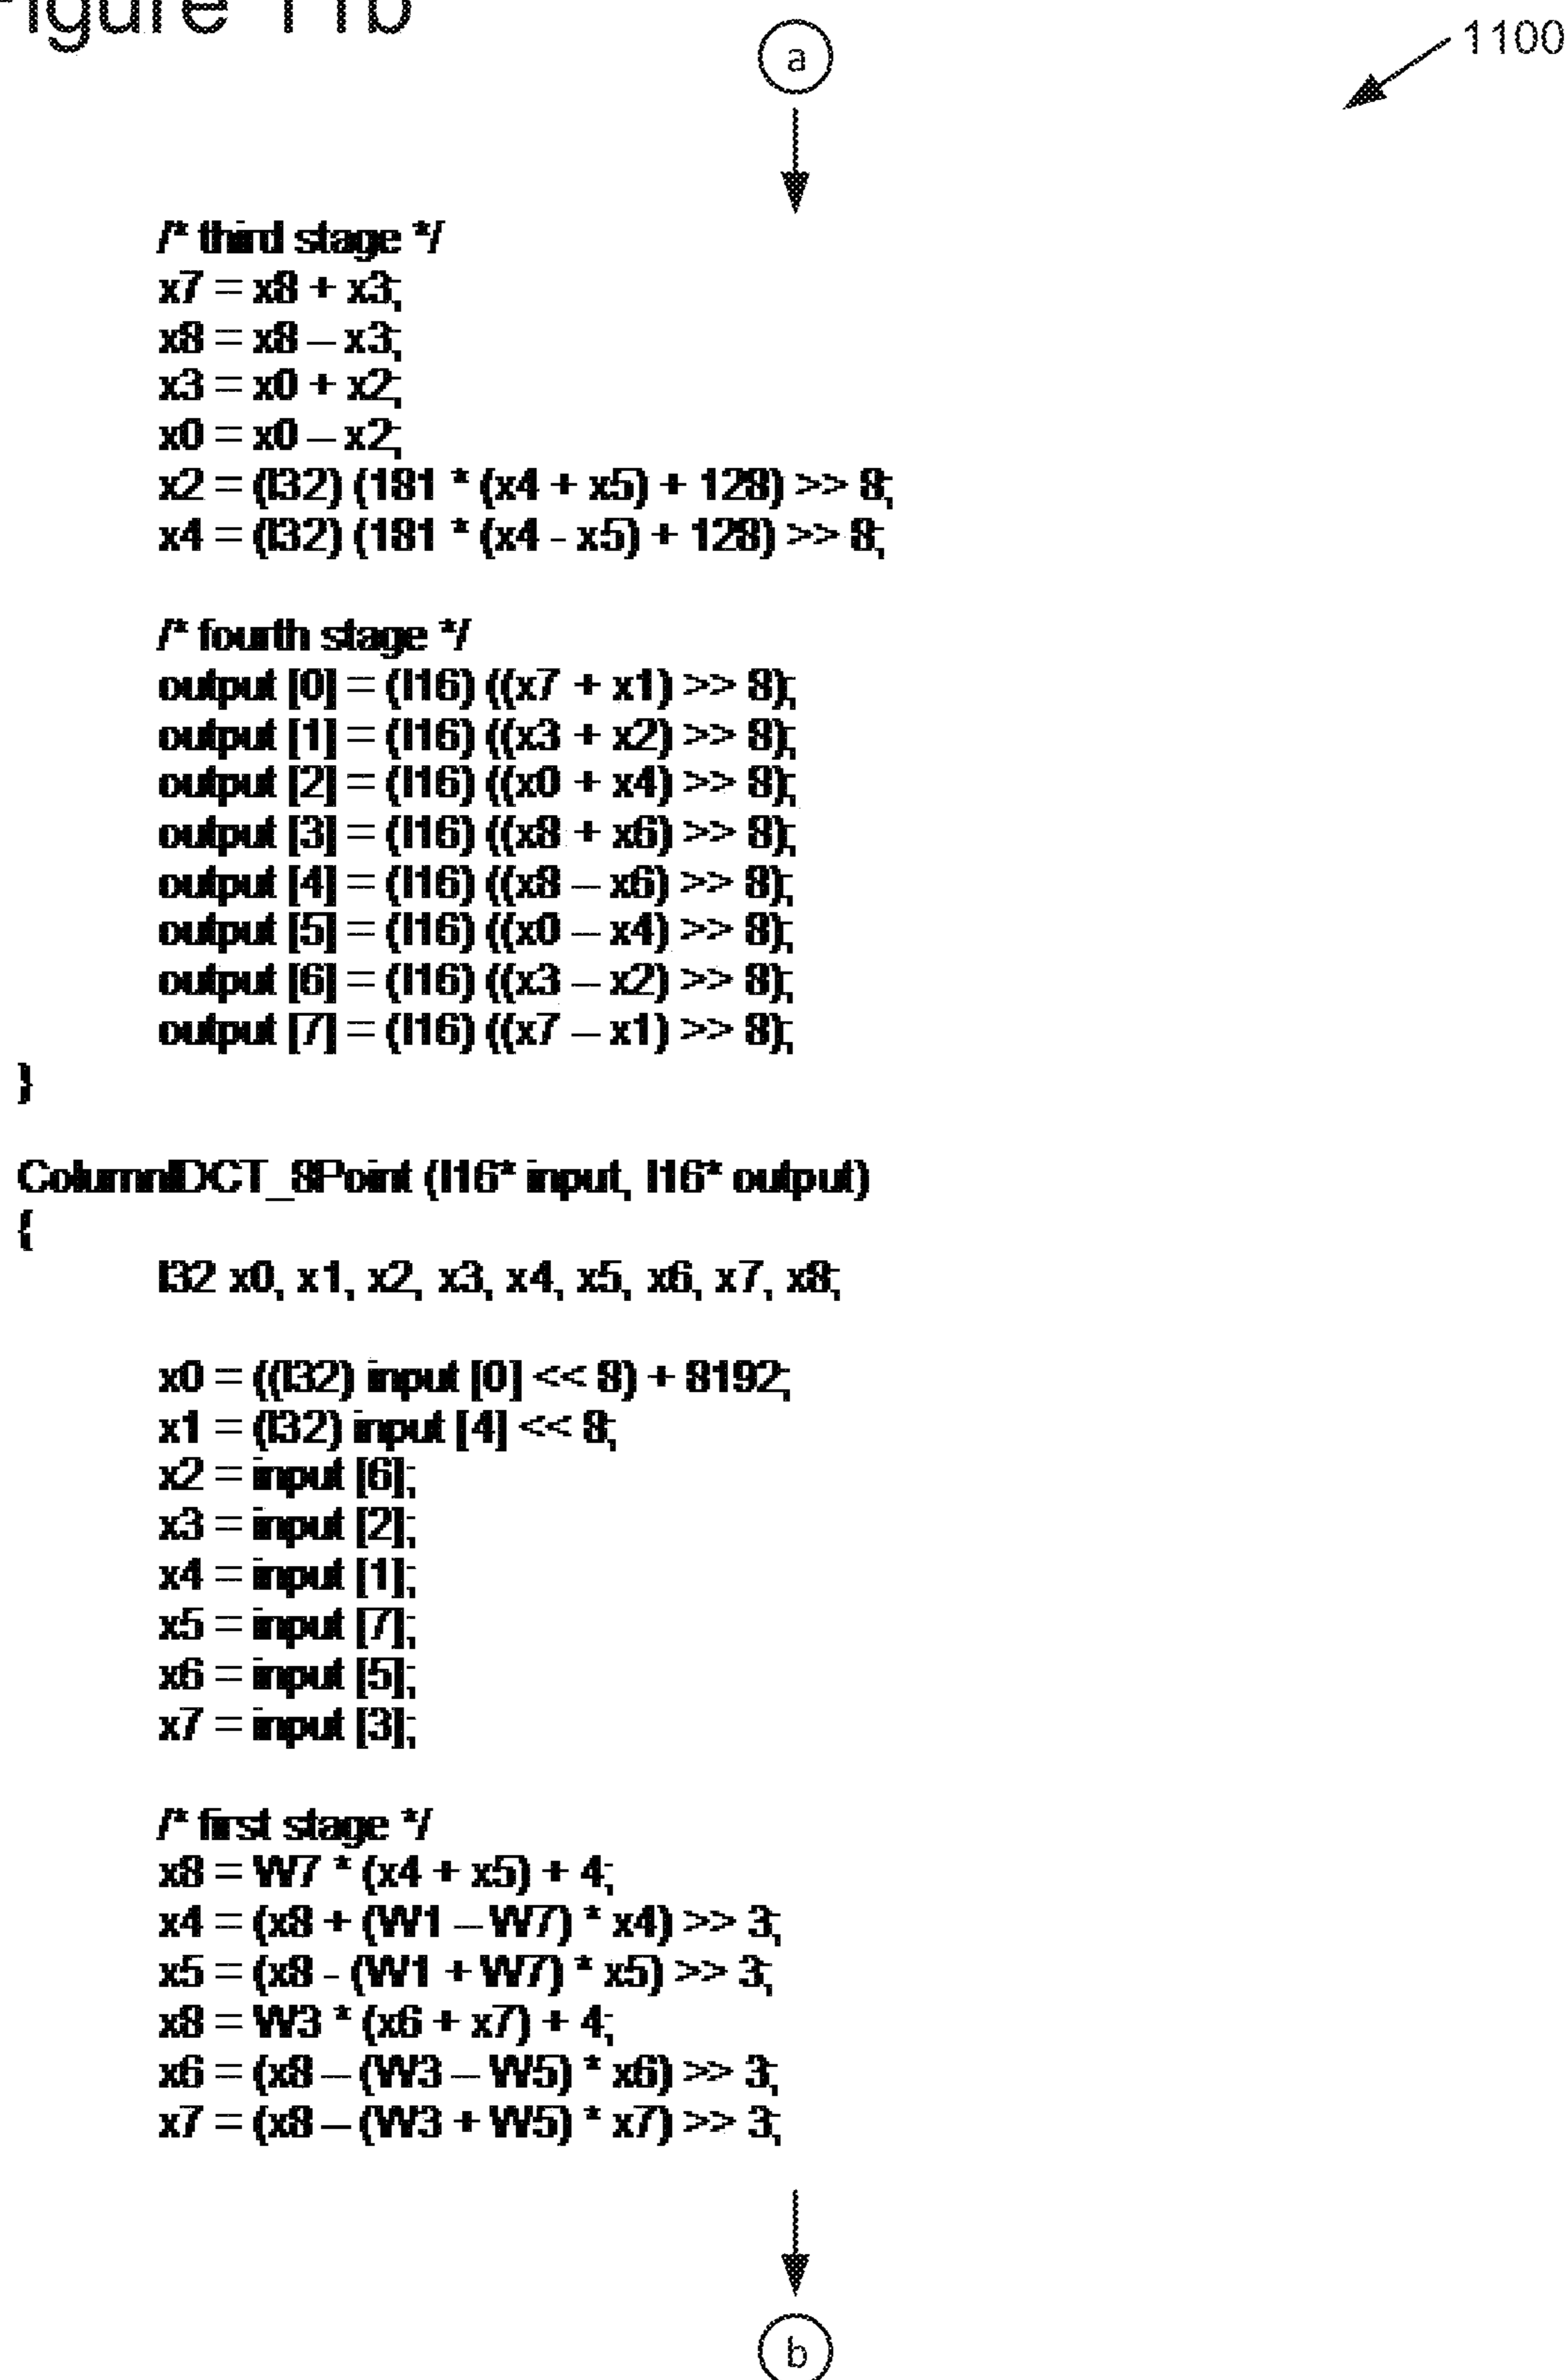 Figure 11b
a
1100
/* third stage */
x7 = x8 + x3;
x8 = x8 – x3;
x3 = x0 + x2;
x0 = x0 – x2;
x2 = (I32) (181 * (x4 + x5) + 128) >> 8;
x4 = (I32) (181 * (x4 - x5) + 128) >> 8;
/* fourth stage */
output [0] = (I16) ((x7 + x1) >> 8);
output [1] = (I16) ((x3 + x2) >> 8);
output [2] = (I16) ((x0 + x4) >> 8);
output [3] = (I16) ((x8 + x6) >> 8);
output [4] = (I16) ((x8 – x6) >> 8);
output [5] = (I16) ((x0 – x4) >> 8);
output [6] = (I16) ((x3 – x2) >> 8);
output [7] = (I16) ((x7 – x1) >> 8);
}
ColumnIDCT_8Point (I16* input, I16* output)
{
I32 x0, x1, x2, x3, x4, x5, x6, x7, x8;
x0 = ((I32) input [0] << 8) + 8192;
x1 = (I32) input [4] << 8;
x2 = input [6];
x3 = input [2];
x4 = input [1];
x5 = input [7];
x6 = input [5];
x7 = input [3];
/* first stage */
x8 = W7 * (x4 + x5) + 4;
x4 = (x8 + (W1 – W7) * x4) >> 3;
x5 = (x8 - (W1 + W7) * x5) >> 3;
x8 = W3 * (x6 + x7) + 4;
x6 = (x8 – (W3 – W5) * x6) >> 3;
x7 = (x8 – (W3 + W5) * x7) >> 3;
b